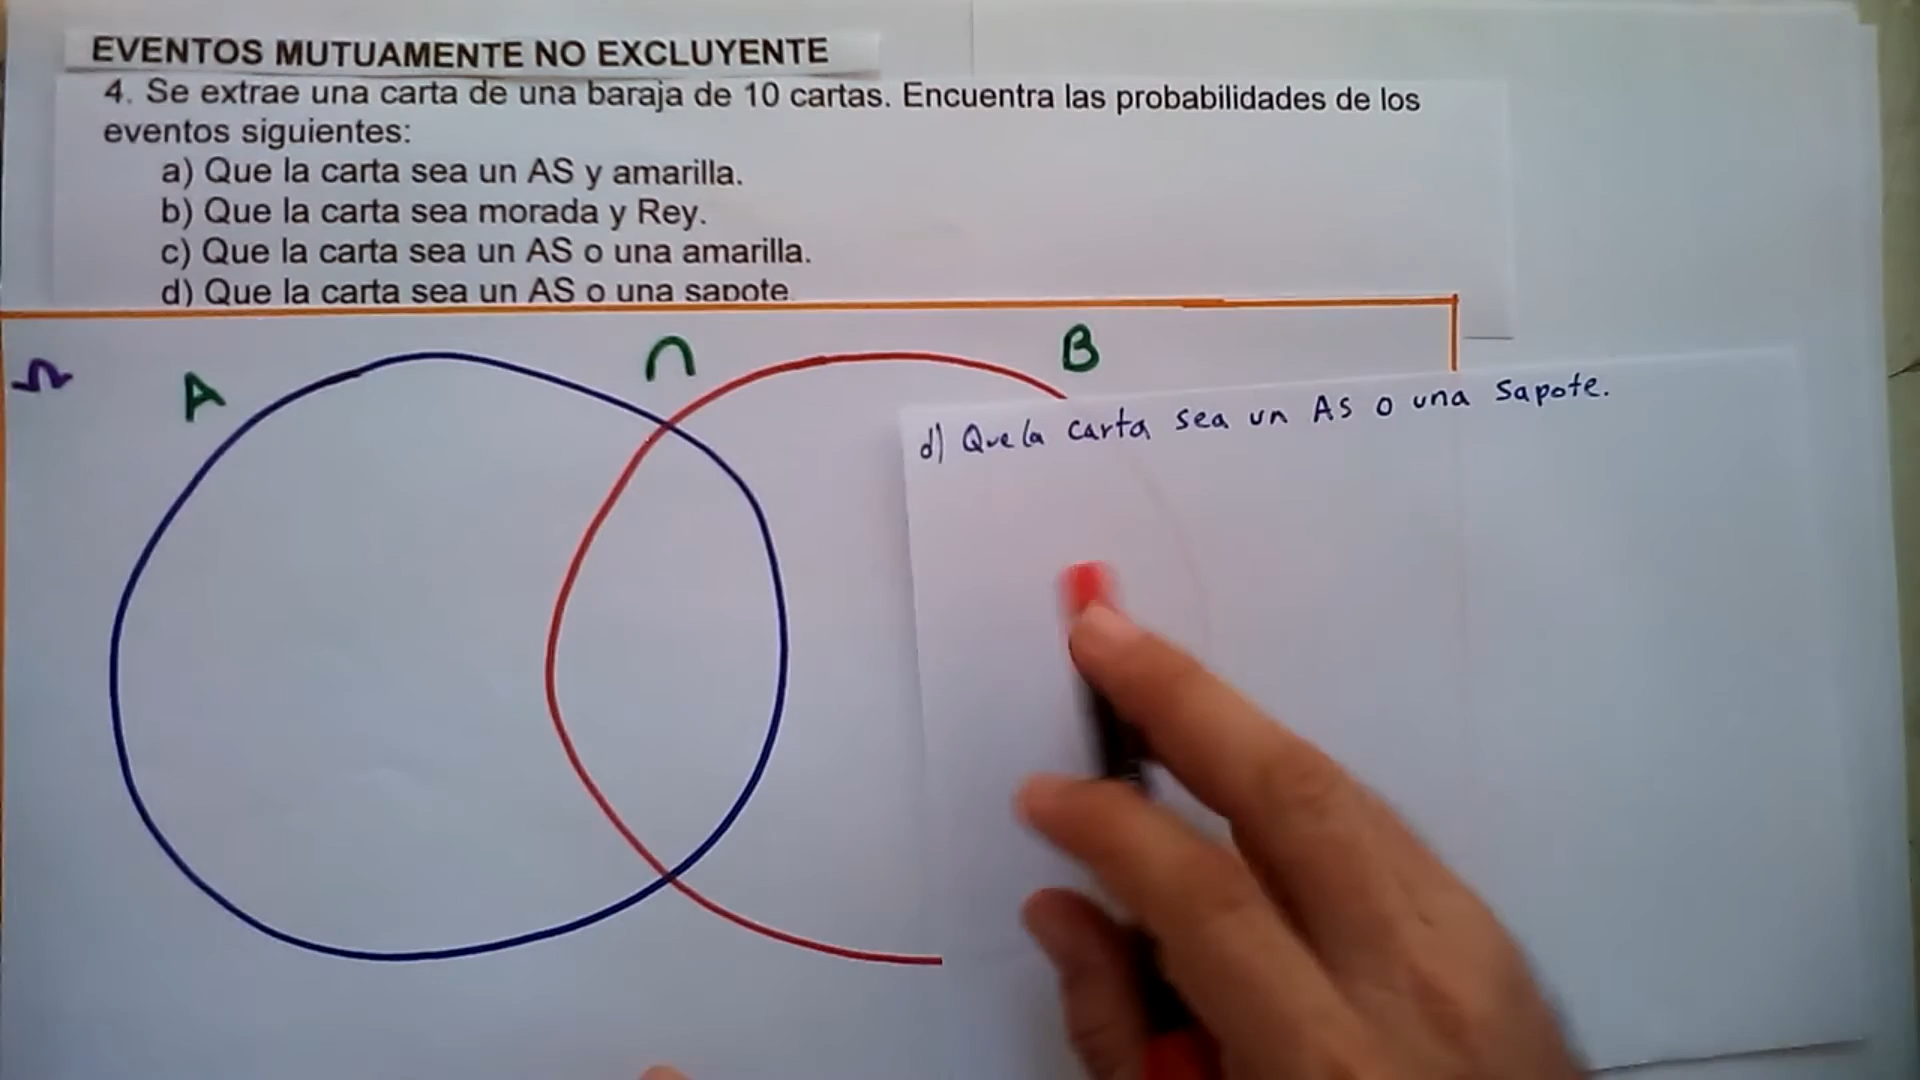 EVENTOS MUTUAMENTE NO EXCLUYENTE
4. Se extrae una carta de una baraja de 10 cartas. Encuentra las probabilidades de los
eventos siguientes:
a) Que la carta sea un AS y amarilla.
b) Que la carta sea morada y Rey.
c) Que la carta sea un AS o una amarilla.
d) Que la carta sea un AS o una sapote.
Ω A ∩ B
d) Que la carta sea un AS o una sapote.